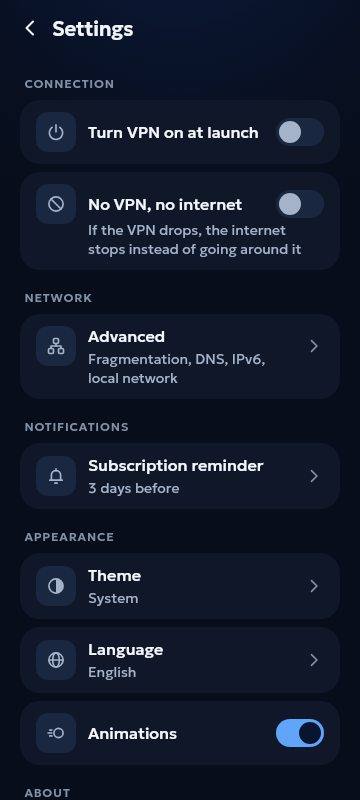 Settings
CONNECTION
Turn VPN on at launch
No VPN, no internet
If the VPN drops, the internet
stops instead of going around it
NETWORK
Advanced
Fragmentation, DNS, IPv6,
local network
NOTIFICATIONS
Subscription reminder
3 days before
APPEARANCE
Theme
System
Language
English
Animations
ABOUT